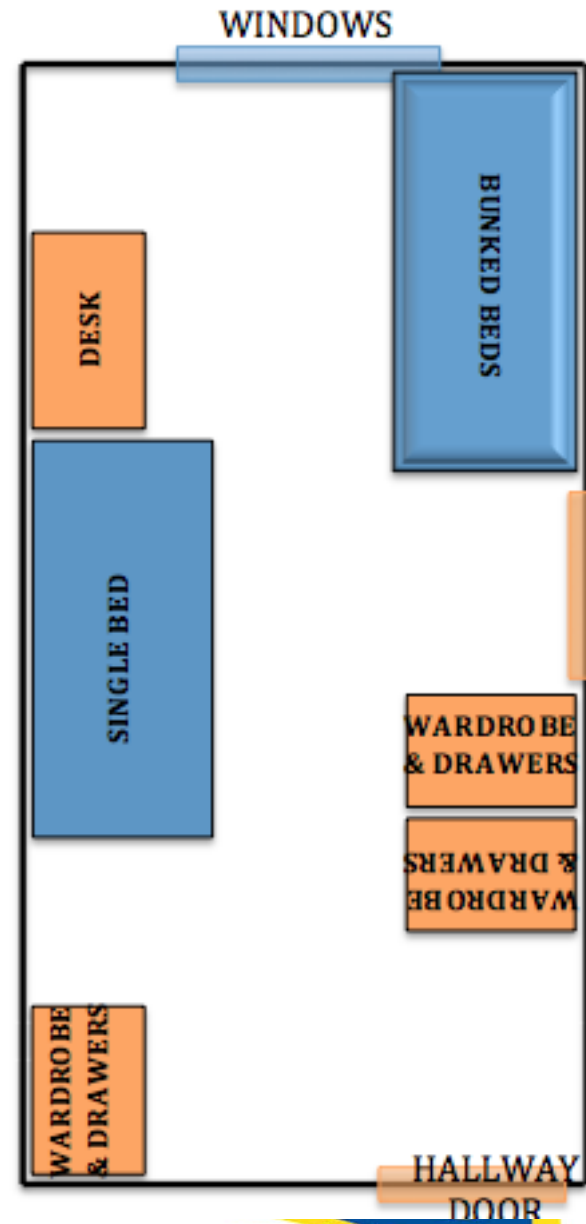 WINDOWS
BUNKED BEDS
DESK
SINGLE BED
WARDROBE
& DRAWERS
WARDROBE
& DRAWERS
WARDROBE
& DRAWERS
HALLWAY
DOOR